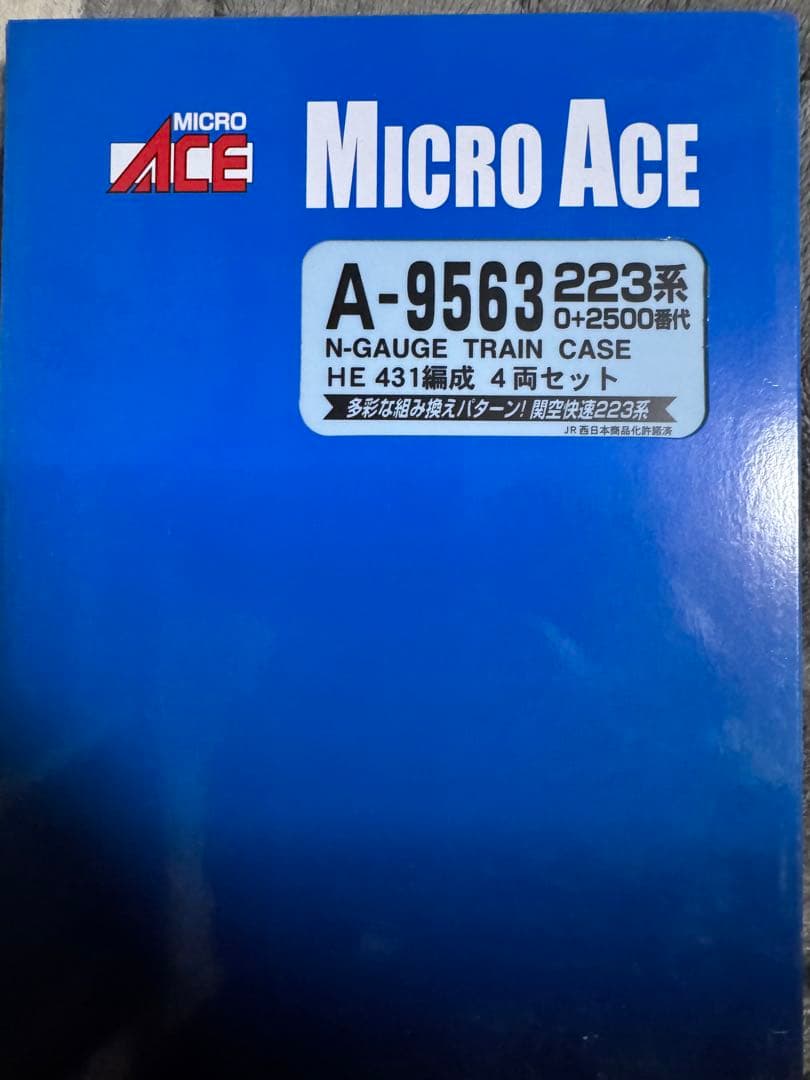 MICRO
ACE
MICRO ACE
A-9563 223系
0+2500番代
N-GAUGE TRAIN CASE
HE 431編成 4両セット
多彩な組み換えパターン! 関空快速223系
JR西日本商品化許諾済